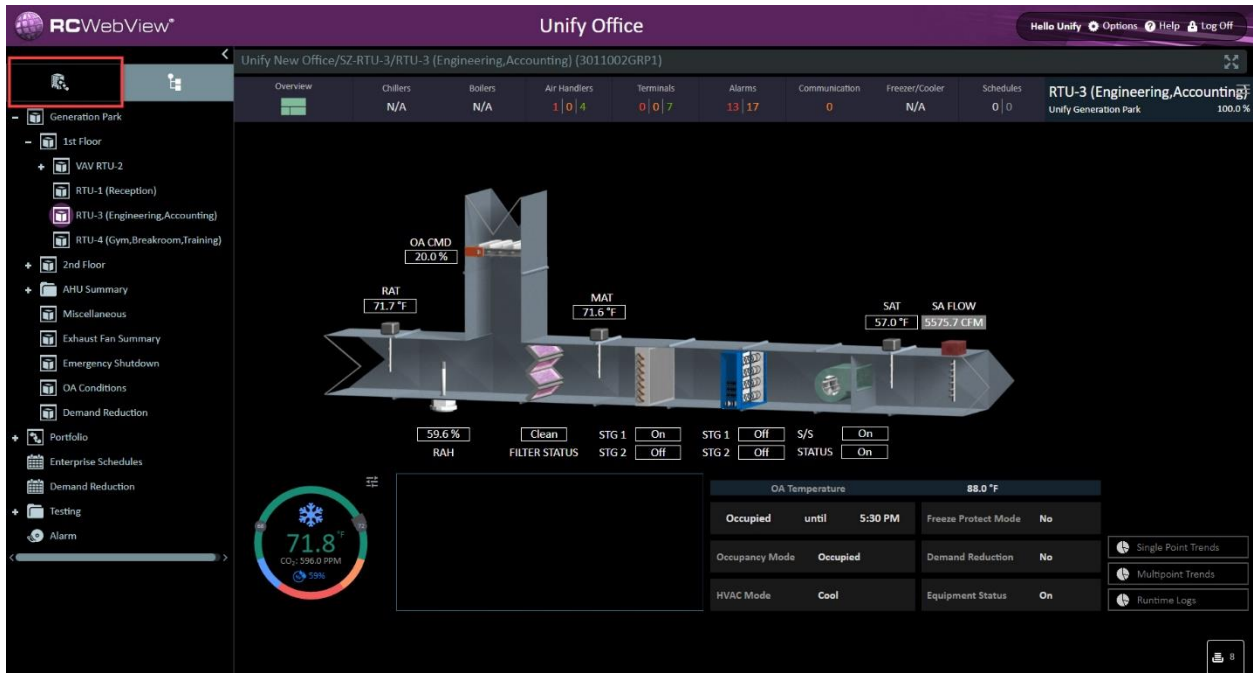 RCWebView®
Unify Office
Hello Unify Options Help Log Off
Unify New Office/SZ-RTU-3/RTU-3 (Engineering,Accounting) (3011002GRP1)
Overview
Chillers
N/A
Boilers
N/A
Air Handlers
1|0|4
Terminals
0|0|7
Alarms
13|17
Communication
0
Freezer/Cooler
N/A
Schedules
0|0
RTU-3 (Engineering,Accounting)
Unify Generation Park 100.0 %
Generation Park
1st Floor
VAV RTU-2
RTU-1 (Reception)
RTU-3 (Engineering,Accounting)
RTU-4 (Gym,Breakroom,Training)
2nd Floor
AHU Summary
Miscellaneous
Exhaust Fan Summary
Emergency Shutdown
OA Conditions
Demand Reduction
Portfolio
Enterprise Schedules
Demand Reduction
Testing
Alarm
OA CMD
20.0 %
RAT
71.7 °F
MAT
71.6 °F
SAT
57.0 °F
SA FLOW
5575.7 CFM
59.6 %
RAH
Clean
FILTER STATUS
STG 1 On
STG 2 Off
STG 1 Off
STG 2 Off
S/S On
STATUS On
68
72
71.8 °F
CO₂: 596.0 PPM
59%
OA Temperature 88.0 °F
Occupied until 5:30 PM
Freeze Protect Mode No
Occupancy Mode Occupied
Demand Reduction No
HVAC Mode Cool
Equipment Status On
Single Point Trends
Multipoint Trends
Runtime Logs
8